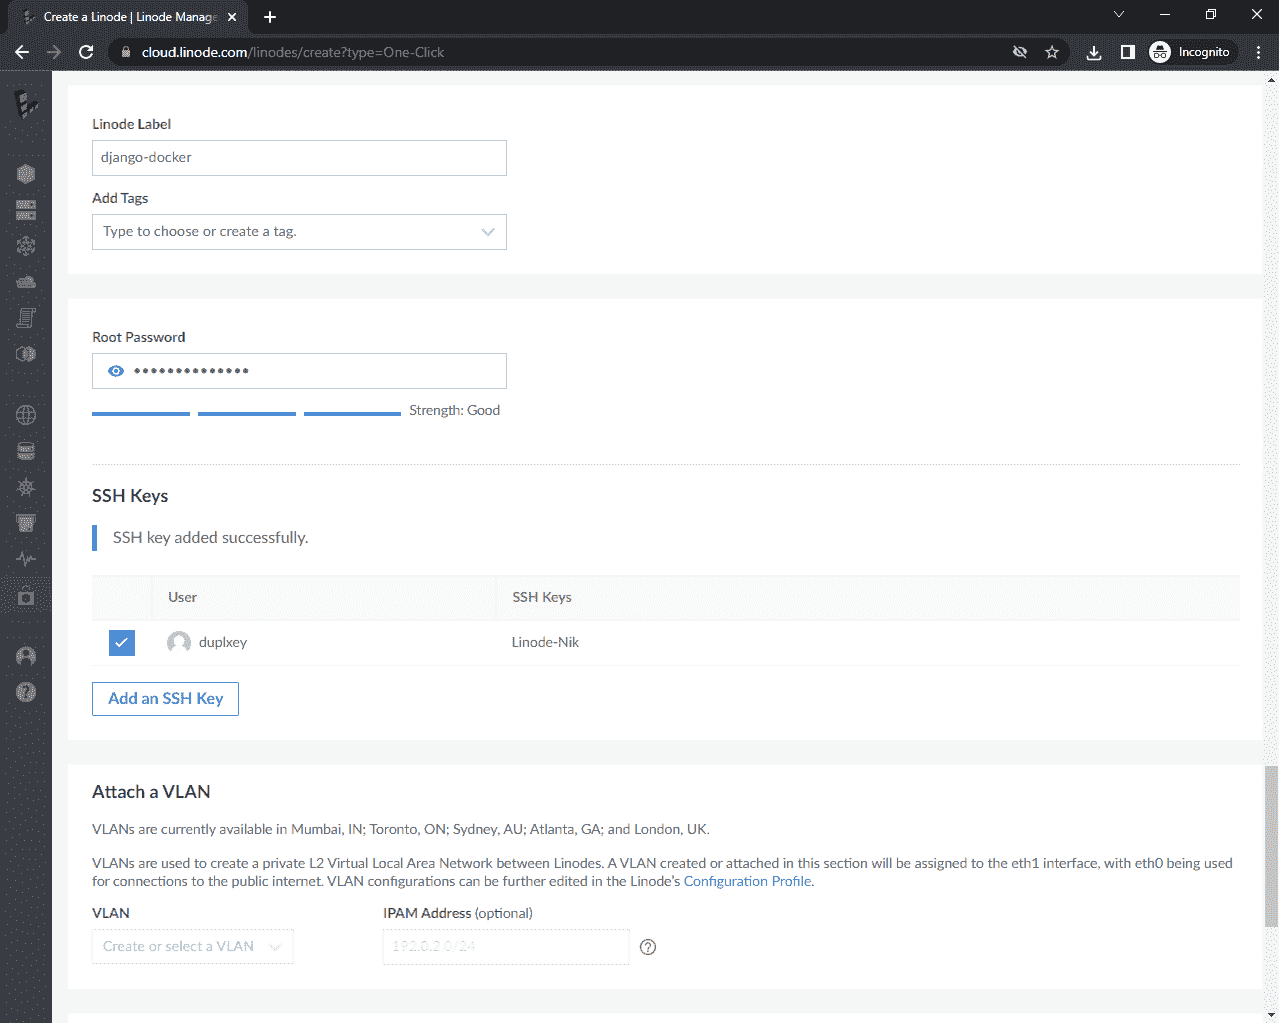 Create a Linode | Linode Manage
cloud.linode.com/linodes/create?type=One-Click
Incognito
Linode Label
django-docker
Add Tags
Type to choose or create a tag.
Root Password
••••••••••••••
Strength: Good
SSH Keys
SSH key added successfully.
User SSH Keys
duplxey Linode-Nik
Add an SSH Key
Attach a VLAN
VLANs are currently available in Mumbai, IN; Toronto, ON; Sydney, AU; Atlanta, GA; and London, UK.
VLANs are used to create a private L2 Virtual Local Area Network between Linodes. A VLAN created or attached in this section will be assigned to the eth1 interface, with eth0 being used
for connections to the public internet. VLAN configurations can be further edited in the Linode's Configuration Profile.
VLAN IPAM Address (optional)
Create or select a VLAN 192.0.2.0/24